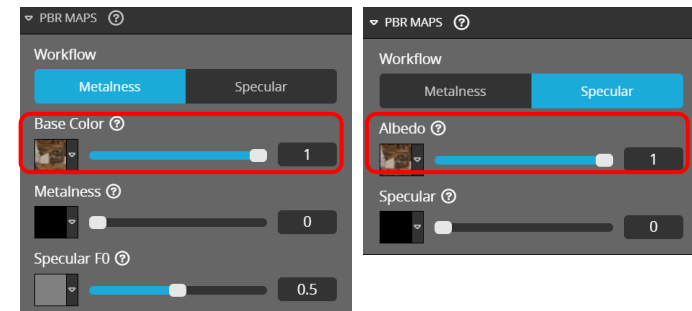 PBR MAPS ?
Workflow
Metalness Specular
Base Color ?
1
Metalness ?
0
Specular F0 ?
0.5
PBR MAPS ?
Workflow
Metalness Specular
Albedo ?
1
Specular ?
0